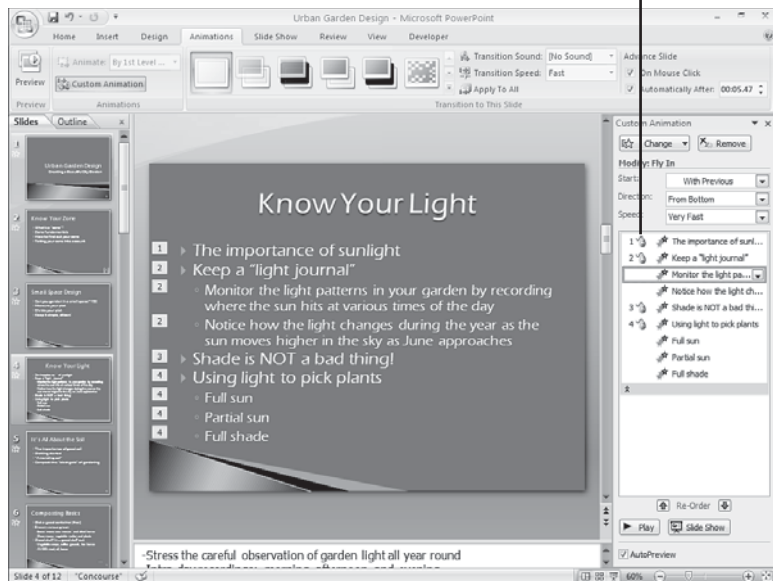 Urban Garden Design - Microsoft PowerPoint
Home Insert Design Animations Slide Show Review View Developer
Preview
Animate: By 1st Level ...
Custom Animation
Transition Sound: [No Sound]
Transition Speed: Fast
Apply To All
Advance Slide
On Mouse Click
Automatically After: 00:05.47
Preview Animations Transition to This Slide
Slides Outline
1
Urban Garden Design
2
Know Your Zone
3
Small Space Design
4
Know Your Light
5
It's All About the Soil
6
Composting Basics
Know Your Light
1 The importance of sunlight
2 Keep a "light journal"
2 Monitor the light patterns in your garden by recording
where the sun hits at various times of the day
2 Notice how the light changes during the year as the
sun moves higher in the sky as June approaches
3 Shade is NOT a bad thing!
4 Using light to pick plants
4 Full sun
4 Partial sun
4 Full shade
-Stress the careful observation of garden light all year round
Custom Animation
Change Remove
Modify: Fly In
Start: With Previous
Direction: From Bottom
Speed: Very Fast
1 The importance of sunl...
2 Keep a "light journal"
Monitor the light pa...
Notice how the light ch...
3 Shade is NOT a bad thi...
4 Using light to pick plants
Full sun
Partial sun
Full shade
Re-Order
Play Slide Show
AutoPreview
Slide 4 of 12 "Concourse" 60%